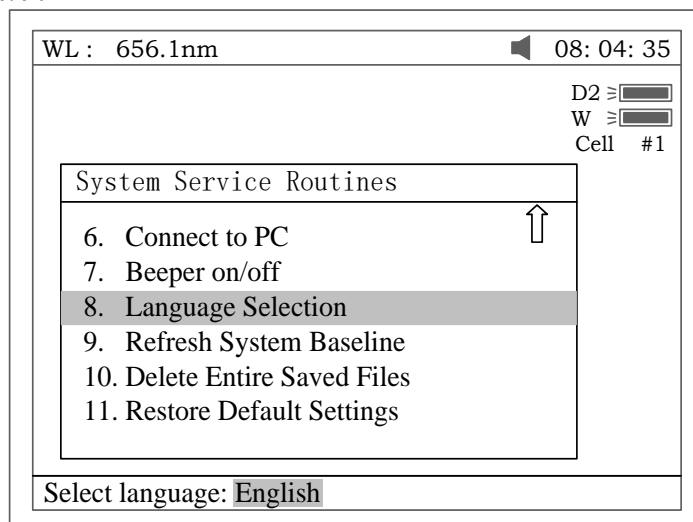 WL : 656.1nm 08: 04: 35
D2
W
Cell #1
System Service Routines
6. Connect to PC
7. Beeper on/off
8. Language Selection
9. Refresh System Baseline
10. Delete Entire Saved Files
11. Restore Default Settings
Select language: English